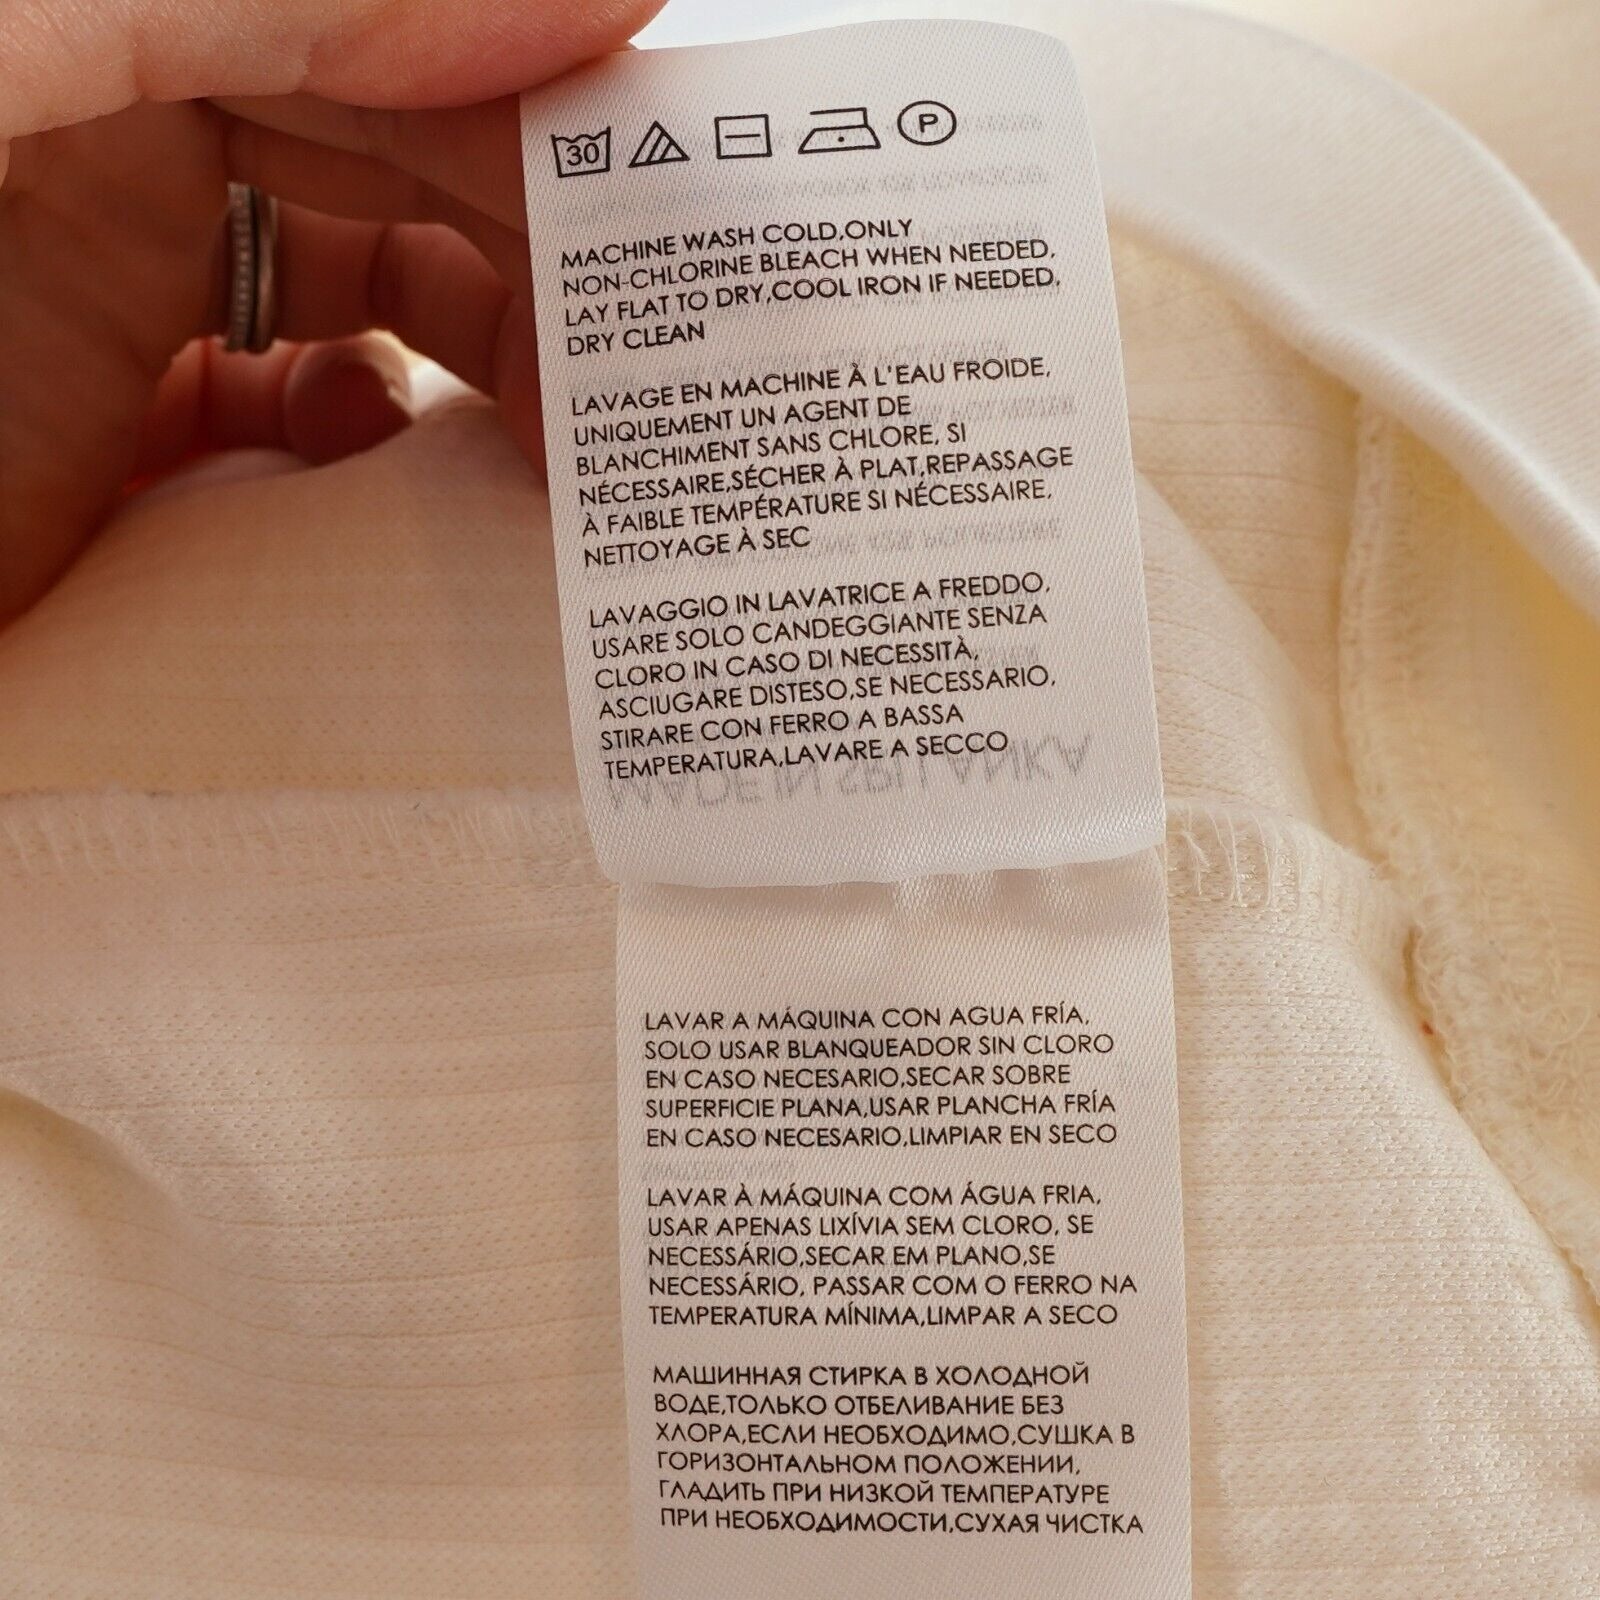 30 P
MACHINE WASH COLD,ONLY
NON-CHLORINE BLEACH WHEN NEEDED,
LAY FLAT TO DRY,COOL IRON IF NEEDED,
DRY CLEAN
LAVAGE EN MACHINE À L'EAU FROIDE,
UNIQUEMENT UN AGENT DE
BLANCHIMENT SANS CHLORE, SI
NÉCESSAIRE,SÉCHER À PLAT,REPASSAGE
À FAIBLE TEMPÉRATURE SI NÉCESSAIRE,
NETTOYAGE À SEC
LAVAGGIO IN LAVATRICE A FREDDO,
USARE SOLO CANDEGGIANTE SENZA
CLORO IN CASO DI NECESSITÀ,
ASCIUGARE DISTESO,SE NECESSARIO,
STIRARE CON FERRO A BASSA
TEMPERATURA,LAVARE A SECCO
MADE IN SRI LANKA
LAVAR A MÁQUINA CON AGUA FRÍA,
SOLO USAR BLANQUEADOR SIN CLORO
EN CASO NECESARIO,SECAR SOBRE
SUPERFICIE PLANA,USAR PLANCHA FRÍA
EN CASO NECESARIO,LIMPIAR EN SECO
LAVAR À MÁQUINA COM ÁGUA FRIA,
USAR APENAS LIXÍVIA SEM CLORO, SE
NECESSÁRIO,SECAR EM PLANO,SE
NECESSÁRIO, PASSAR COM O FERRO NA
TEMPERATURA MÍNIMA,LIMPAR A SECO
МАШИННАЯ СТИРКА В ХОЛОДНОЙ
ВОДЕ,ТОЛЬКО ОТБЕЛИВАНИЕ БЕЗ
ХЛОРА,ЕСЛИ НЕОБХОДИМО,СУШКА В
ГОРИЗОНТАЛЬНОМ ПОЛОЖЕНИИ,
ГЛАДИТЬ ПРИ НИЗКОЙ ТЕМПЕРАТУРЕ
ПРИ НЕОБХОДИМОСТИ,СУХАЯ ЧИСТКА